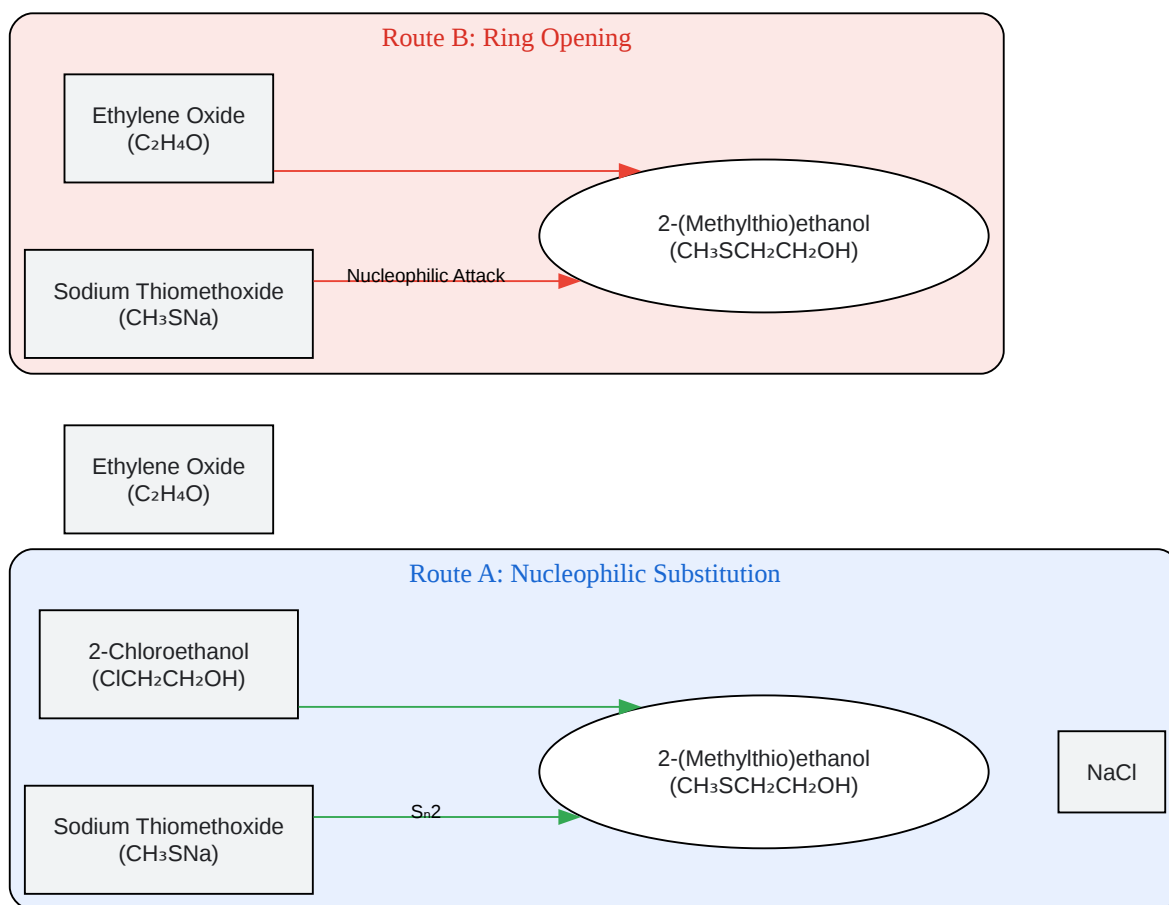 Route B: Ring Opening
Ethylene Oxide
(C₂H₄O)
2-(Methylthio)ethanol
(CH₃SCH₂CH₂OH)
Sodium Thiomethoxide
(CH₃SNa)
Nucleophilic Attack
Ethylene Oxide
(C₂H₄O)
Route A: Nucleophilic Substitution
2-Chloroethanol
(ClCH₂CH₂OH)
2-(Methylthio)ethanol
(CH₃SCH₂CH₂OH)
NaCl
Sodium Thiomethoxide
(CH₃SNa)
Sₙ2